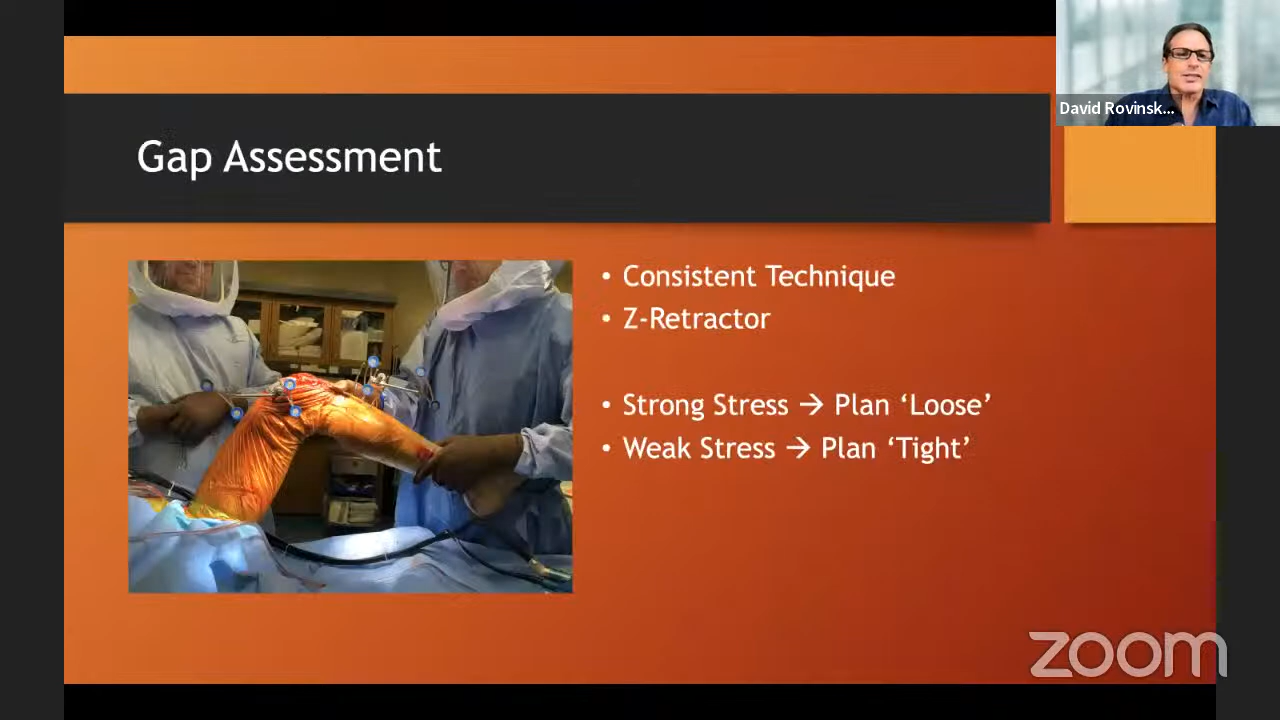 David Rovinsk...
Gap Assessment
• Consistent Technique
• Z-Retractor
• Strong Stress → Plan ‘Loose’
• Weak Stress → Plan ‘Tight’
zoom